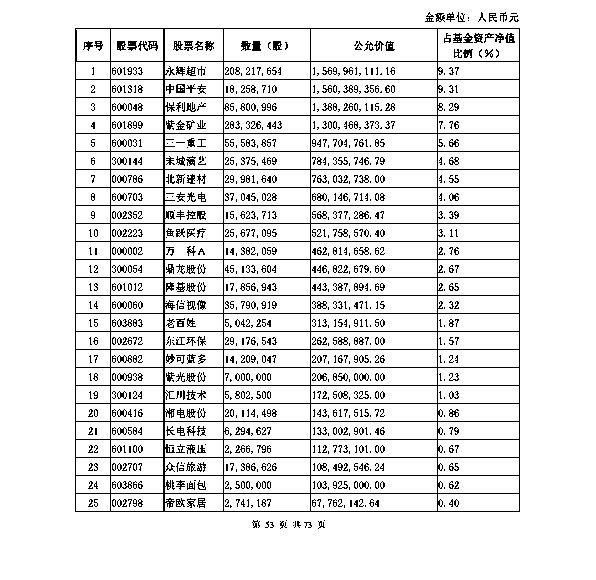 金额单位：人民币元
序号 股票代码 股票名称 数量（股） 公允价值 占基金资产净值
比例（%）
1 601933 永辉超市 208,217,654 1,569,961,111.16 9.37
2 601318 中国平安 18,258,710 1,560,389,356.60 9.31
3 600048 保利地产 85,800,996 1,388,260,115.28 8.29
4 601899 紫金矿业 283,326,443 1,300,468,373.37 7.76
5 600031 三一重工 55,583,857 947,704,761.85 5.66
6 300144 宋城演艺 25,375,469 784,355,746.79 4.68
7 000786 北新建材 29,981,640 763,032,738.00 4.55
8 600703 三安光电 37,045,028 680,146,714.08 4.06
9 002352 顺丰控股 15,623,713 568,377,286.47 3.39
10 002223 鱼跃医疗 25,677,095 521,758,570.40 3.11
11 000002 万 科A 14,382,059 462,814,658.62 2.76
12 300054 鼎龙股份 45,133,604 446,822,679.60 2.67
13 601012 隆基股份 17,856,943 443,387,894.69 2.65
14 600060 海信视像 35,790,919 388,331,471.15 2.32
15 603883 老百姓 5,042,254 313,154,911.50 1.87
16 002672 东江环保 29,176,543 262,588,887.00 1.57
17 600882 妙可蓝多 14,209,047 207,167,905.26 1.24
18 000938 紫光股份 7,000,000 206,850,000.00 1.23
19 300124 汇川技术 5,802,500 172,508,325.00 1.03
20 600416 湘电股份 20,114,498 143,617,515.72 0.86
21 600584 长电科技 6,294,627 133,002,901.46 0.79
22 601100 恒立液压 2,266,796 112,773,101.00 0.67
23 002707 众信旅游 17,386,626 108,492,546.24 0.65
24 603866 桃李面包 2,500,000 103,925,000.00 0.62
25 002798 帝欧家居 2,741,187 67,762,142.64 0.40
第 53 页 共 73 页